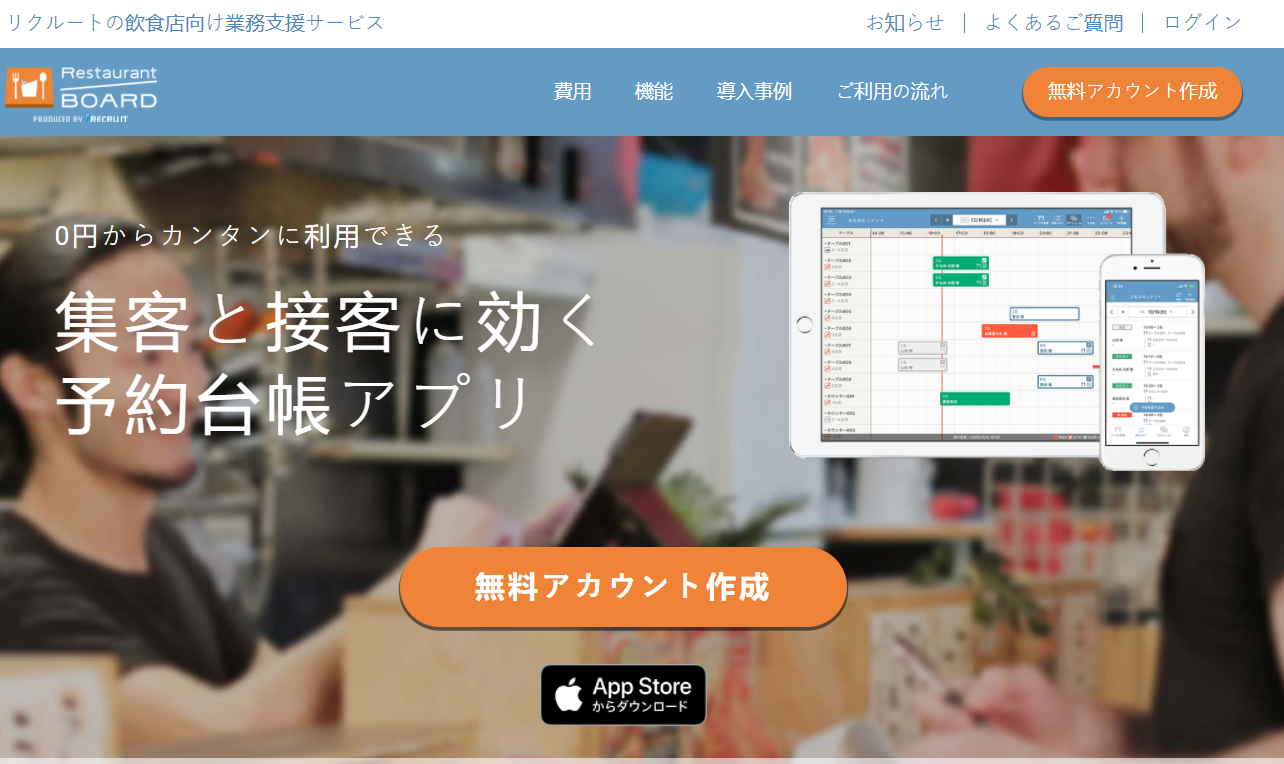 リクルートの飲食店向け業務支援サービス
お知らせ | よくあるご質問 | ログイン
Restaurant
BOARD
PRODUCED BY RECRUIT
費用 機能 導入事例 ご利用の流れ 無料アカウント作成
0円からカンタンに利用できる
集客と接客に効く
予約台帳アプリ
12/16(水)
無料アカウント作成
App Store
からダウンロード